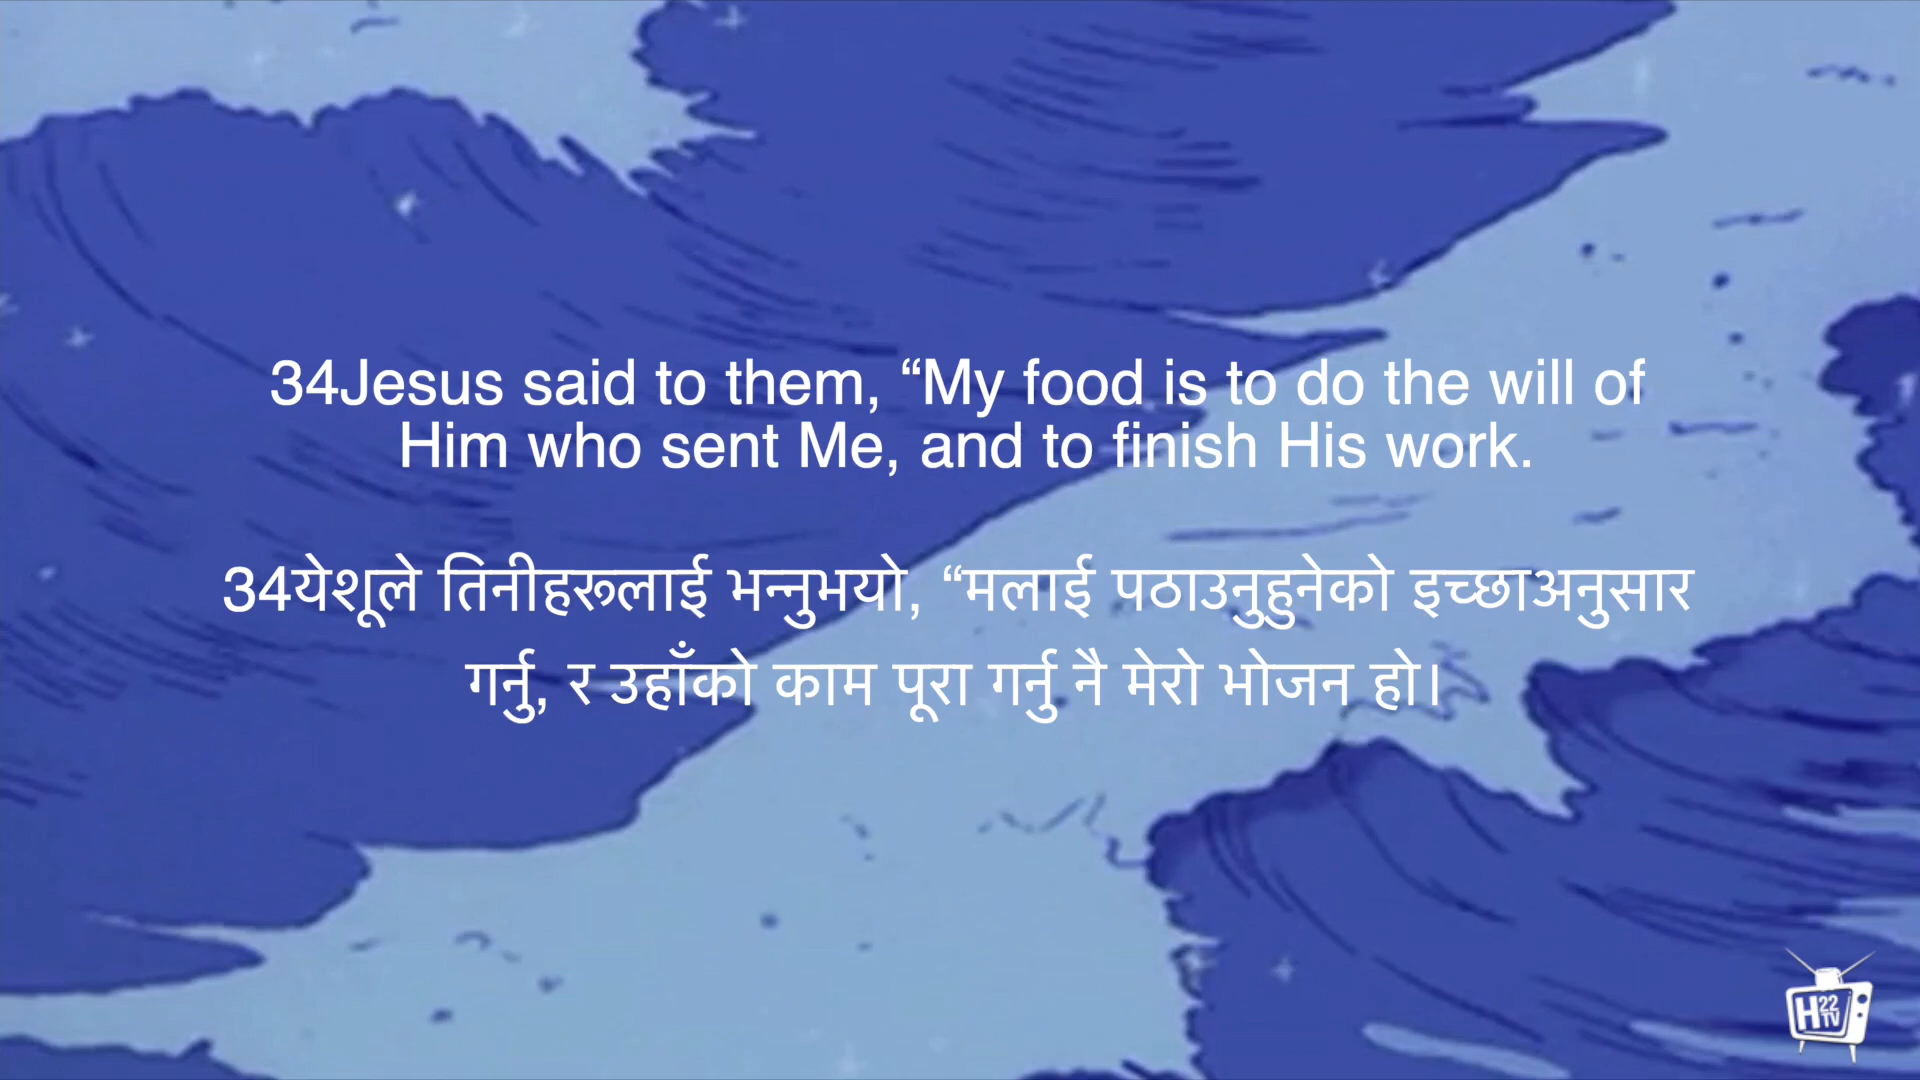 34Jesus said to them, “My food is to do the will of
Him who sent Me, and to finish His work.
34येशूले तिनीहरूलाई भन्नुभयो, “मलाई पठाउनुहुनेको इच्छाअनुसार
गर्नु, र उहाँको काम पूरा गर्नु नै मेरो भोजन हो।
H22TV